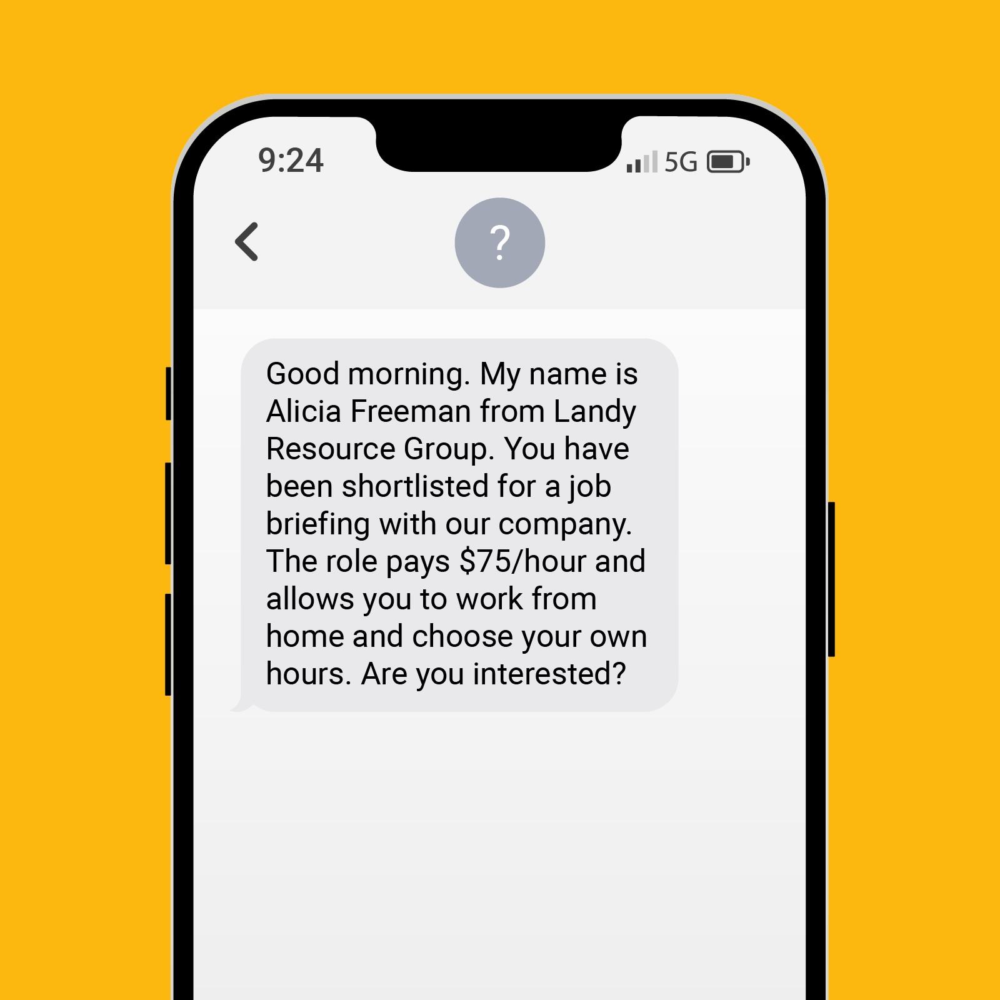 9:24
5G
?
Good morning. My name is
Alicia Freeman from Landy
Resource Group. You have
been shortlisted for a job
briefing with our company.
The role pays $75/hour and
allows you to work from
home and choose your own
hours. Are you interested?